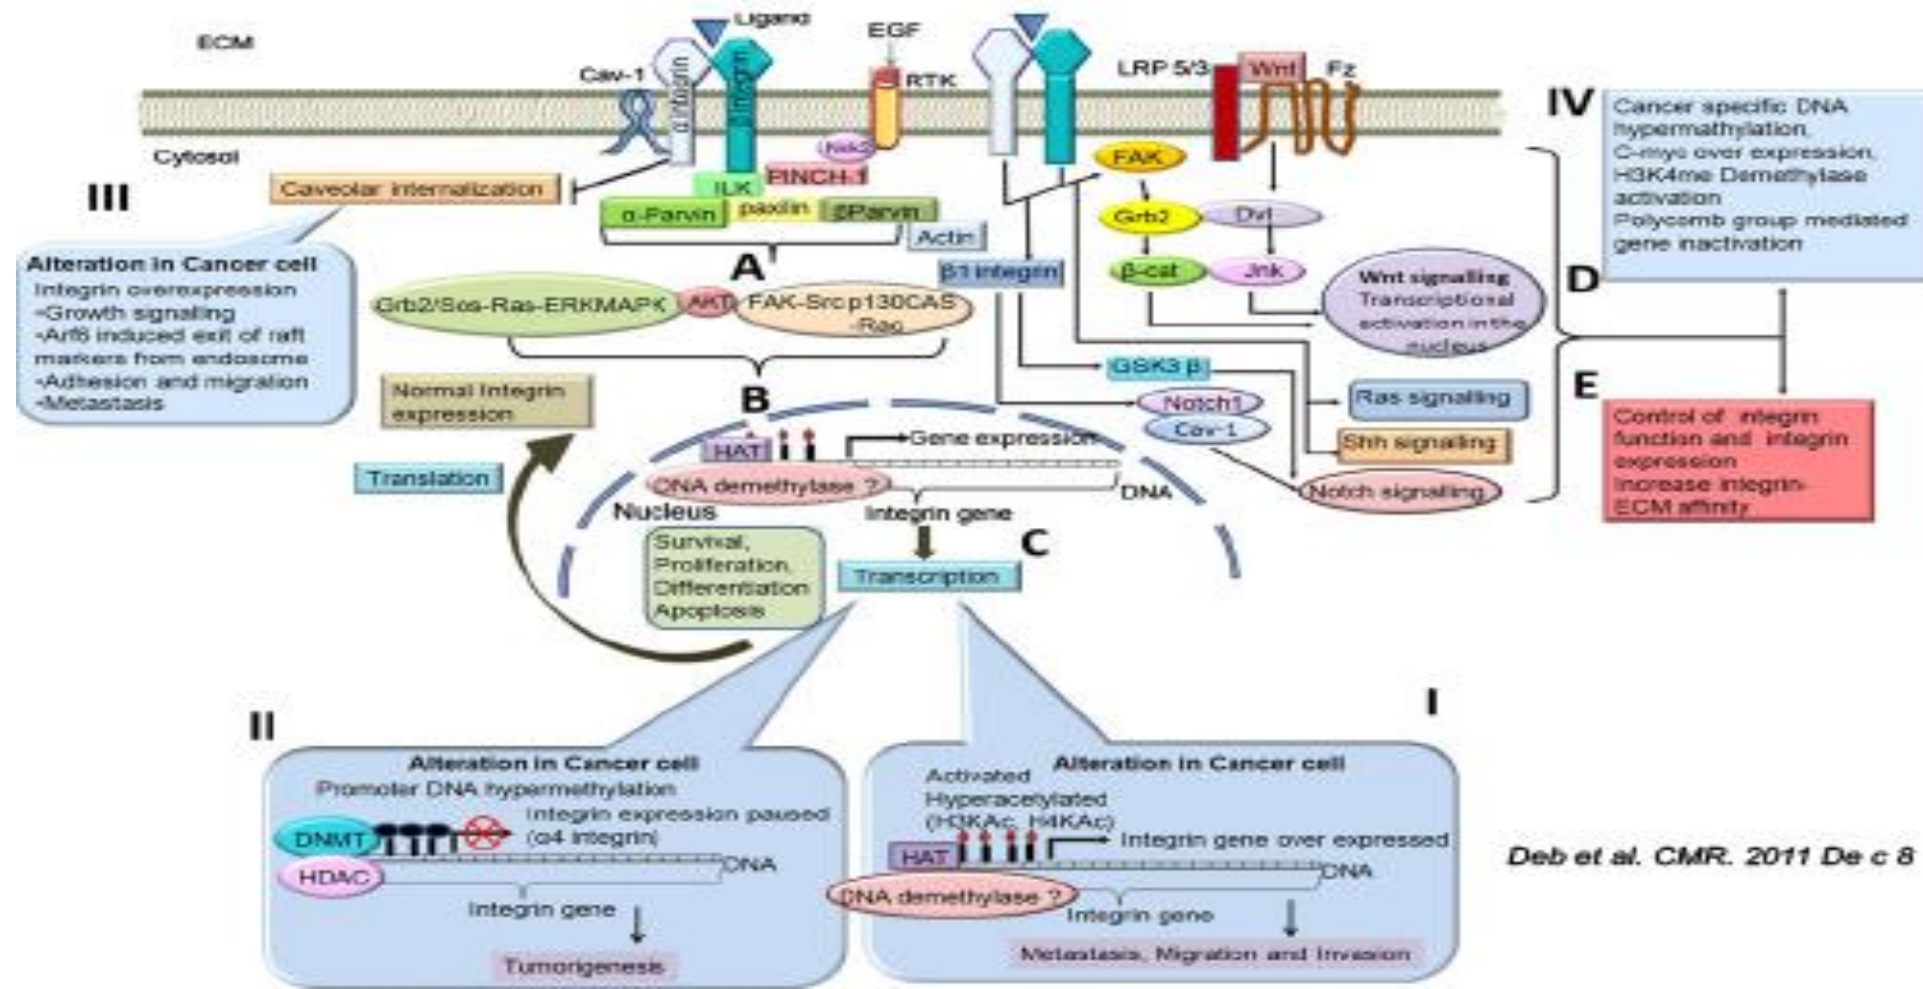 ECM
Ligand
EGF
Cav-1
α integrin
β integrin
RTK
LRP 5/3
Wnt
Fz
Cytosol
Nck2
FAK
PINCH-1
ILK
Caveolar internalization
α-Parvin
paxilin
βParvin
Actin
Grb2
Dvl
III
Alteration in Cancer cell
Integrin overexpression
-Growth signalling
-Arf6 induced exit of raft
markers from endosome
-Adhesion and migration
-Metastasis
A
β1 integrin
β-cat
Jnk
Grb2/Sos-Ras-ERKMAPK
AKT
FAK-Src p130CAS
-Rac
Wnt signalling
Transcriptional
activation in the
nucleus
IV
Cancer specific DNA
hypermathylation,
C-myc over expression,
H3K4me Demethylase
activation
Polycomb group mediated
gene inactivation
D
E
Control of integrin
function and integrin
expression
Increase integrin-
ECM affinity
GSK3 β
Notch1
Cav-1
Ras signalling
Shh signalling
Notch signalling
Normal Integrin
expression
B
HAT
Gene expression
DNA demethylase ?
DNA
Translation
Nucleus
Integrin gene
Survival,
Proliferation,
Differentiation
Apoptosis
C
Transcription
II
Alteration in Cancer cell
Promoter DNA hypermethylation
Integrin expression paused
(α4 Integrin)
DNMT
HDAC
DNA
Integrin gene
Tumorigenesis
I
Alteration in Cancer cell
Activated
Hyperacetylated
(H3KAc, H4KAc)
Integrin gene over expressed
HAT
DNA
DNA demethylase ?
Integrin gene
Metastasis, Migration and Invasion
Deb et al. CMR. 2011 De c 8